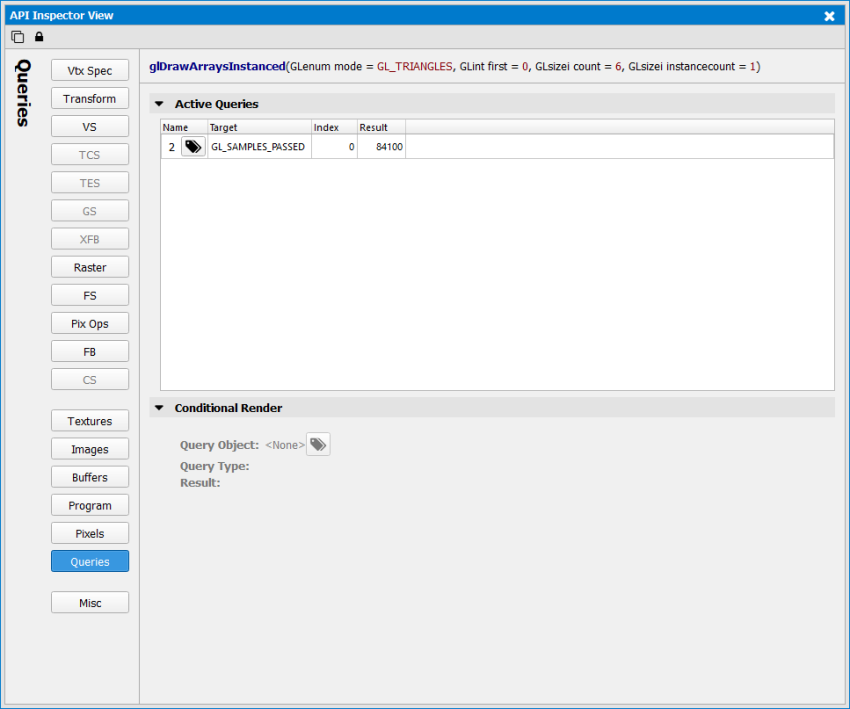 API Inspector View
Queries
Vtx Spec
Transform
VS
TCS
TES
GS
XFB
Raster
FS
Pix Ops
FB
CS
Textures
Images
Buffers
Program
Pixels
Queries
Misc
glDrawArraysInstanced(GLenum mode = GL_TRIANGLES, GLint first = 0, GLsizei count = 6, GLsizei instancecount = 1)
Active Queries
Name Target Index Result
2 GL_SAMPLES_PASSED 0 84100
Conditional Render
Query Object: <None>
Query Type:
Result: